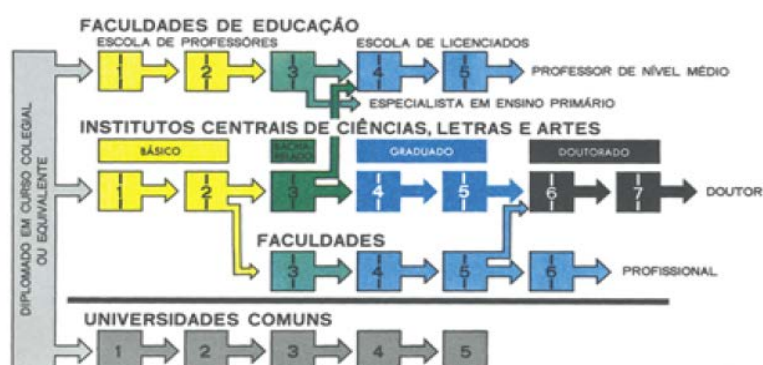 FACULDADES DE EDUCAÇÃO
ESCOLA DE PROFESSÔRES
ESCOLA DE LICENCIADOS
1 2 3 4 5
PROFESSOR DE NÍVEL MÉDIO
ESPECIALISTA EM ENSINO PRIMÁRIO
INSTITUTOS CENTRAIS DE CIÊNCIAS, LETRAS E ARTES
BÁSICO
BACHA-
RELADO
GRADUADO
DOUTORADO
1 2 3 4 5 6 7
DOUTOR
FACULDADES
3 4 5 6
PROFISSIONAL
DIPLOMADO EM CURSO COLEGIAL
OU EQUIVALENTE
UNIVERSIDADES COMUNS
1 2 3 4 5